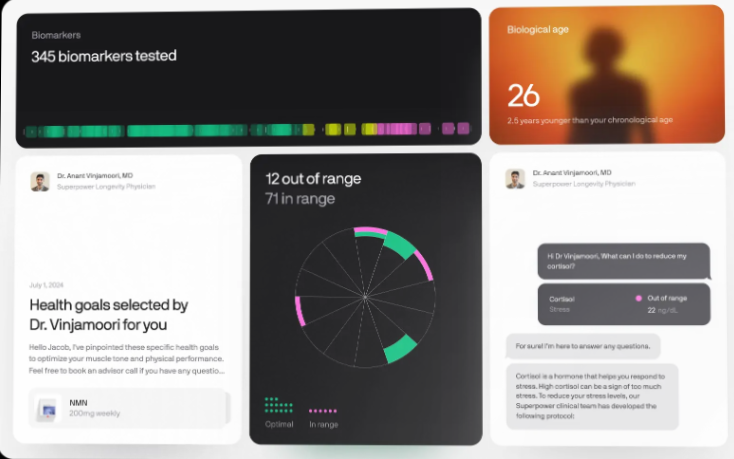 Biomarkers
345 biomarkers tested
Biological age
26
2.5 years younger than your chronological age
Dr. Anant Vinjamoori, MD
Superpower Longevity Physician
July 1, 2024
Health goals selected by
Dr. Vinjamoori for you
Hello Jacob, I've pinpointed these specific health goals
to optimize your muscle tone and physical performance.
Feel free to book an advisor call if you have any questio...
NMN
200mg weekly
12 out of range
71 in range
Optimal
In range
Dr. Anant Vinjamoori, MD
Superpower Longevity Physician
Hi Dr Vinjamoori, What can I do to reduce my
cortisol?
Cortisol
Out of range
Stress
22 ng/dL
For sure! I'm here to answer any questions.
Cortisol is a hormone that helps you respond to
stress. High cortisol can be a sign of too much
stress. To reduce your stress levels, our
Superpower clinical team has developed the
following protocol: